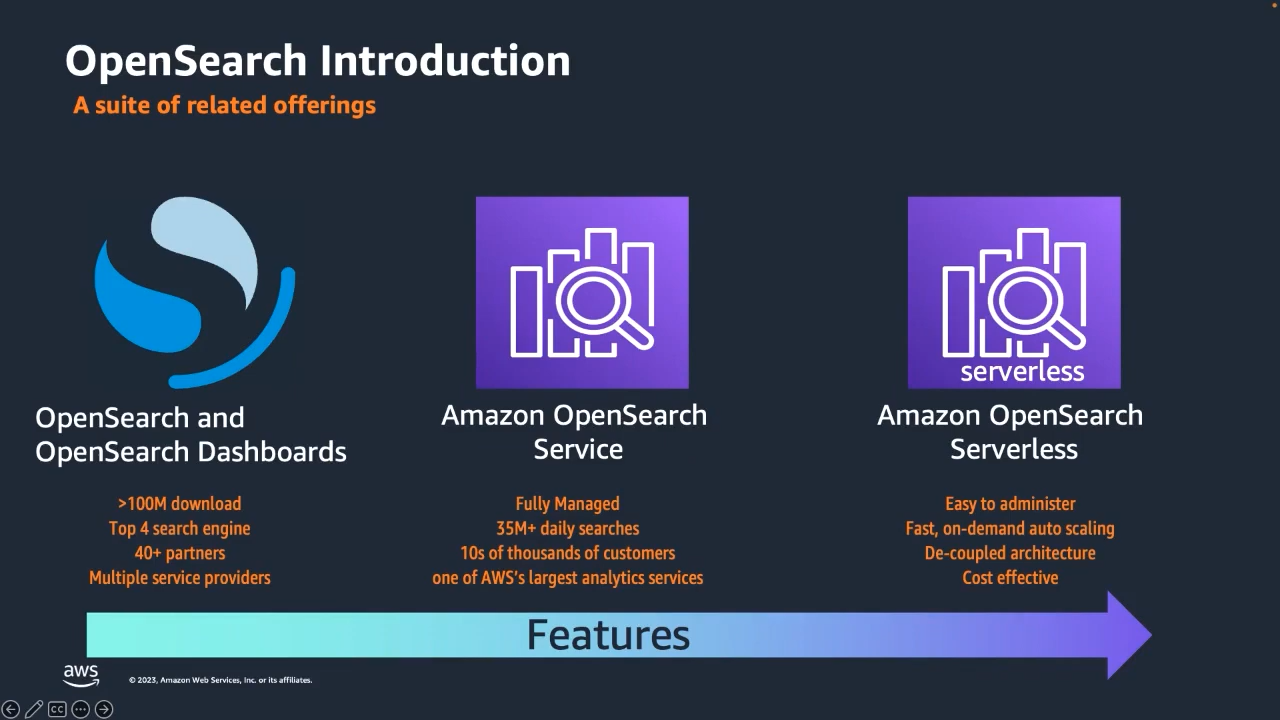 OpenSearch Introduction
A suite of related offerings
serverless
OpenSearch and
OpenSearch Dashboards
Amazon OpenSearch
Service
Amazon OpenSearch
Serverless
>100M download
Top 4 search engine
40+ partners
Multiple service providers
Fully Managed
35M+ daily searches
10s of thousands of customers
one of AWS's largest analytics services
Easy to administer
Fast, on-demand auto scaling
De-coupled architecture
Cost effective
Features
aws
© 2023, Amazon Web Services, Inc. or its affiliates.
CC